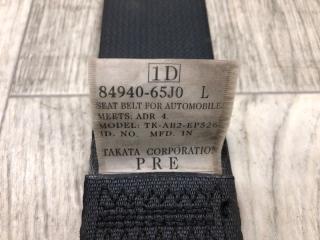 1D
84940-65J0 L
SEAT BELT FOR AUTOMOBILE
MEETS. ADR 4.
MODEL: TK-AB2-EP526
ID. NO. MFD. IN
TAKATA CORPORATION
PRE